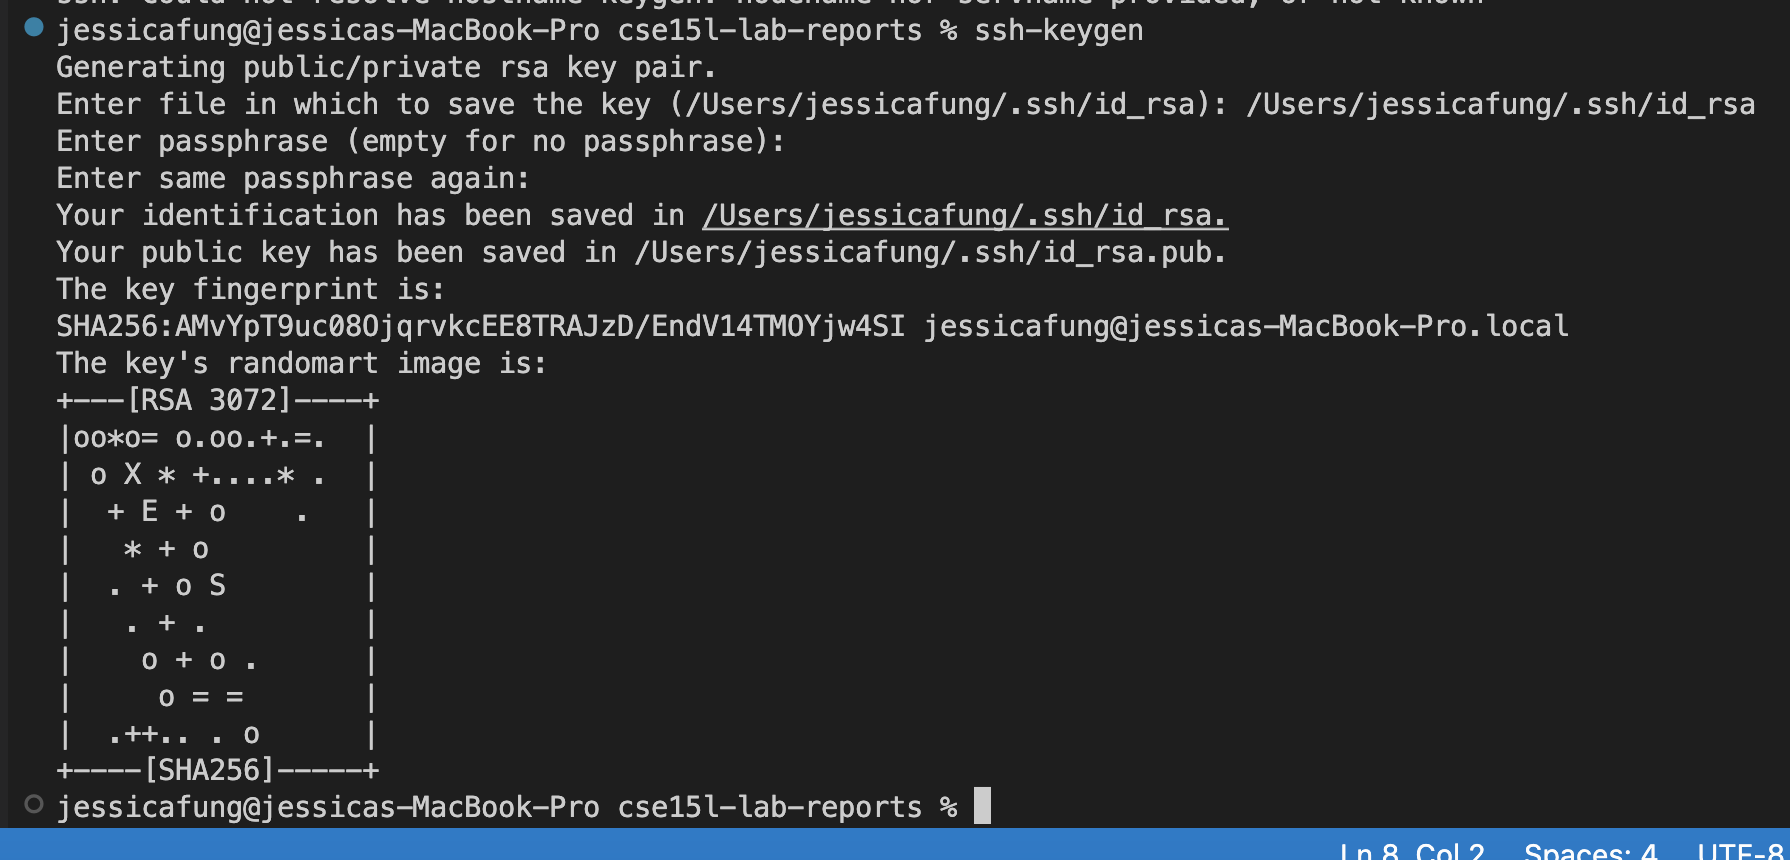 ssh: Could not resolve hostname keygen: nodename nor servname provided, or not known
jessicafung@jessicas-MacBook-Pro cse15l-lab-reports % ssh-keygen
Generating public/private rsa key pair.
Enter file in which to save the key (/Users/jessicafung/.ssh/id_rsa): /Users/jessicafung/.ssh/id_rsa
Enter passphrase (empty for no passphrase):
Enter same passphrase again:
Your identification has been saved in /Users/jessicafung/.ssh/id_rsa.
Your public key has been saved in /Users/jessicafung/.ssh/id_rsa.pub.
The key fingerprint is:
SHA256:AMvYpT9uc08OjqrvkcEE8TRAJzD/EndV14TMOYjw4SI jessicafung@jessicas-MacBook-Pro.local
The key's randomart image is:
+---[RSA 3072]----+
|oo*o= o.oo.+.=.  |
| o X * +....* .  |
|  + E + o    .   |
|   * + o         |
|  . + o S        |
|   . + .         |
|    o + o .      |
|     o = =       |
|  .++.. . o      |
+----[SHA256]-----+
jessicafung@jessicas-MacBook-Pro cse15l-lab-reports %
Ln 8, Col 2 Spaces: 4 UTF-8